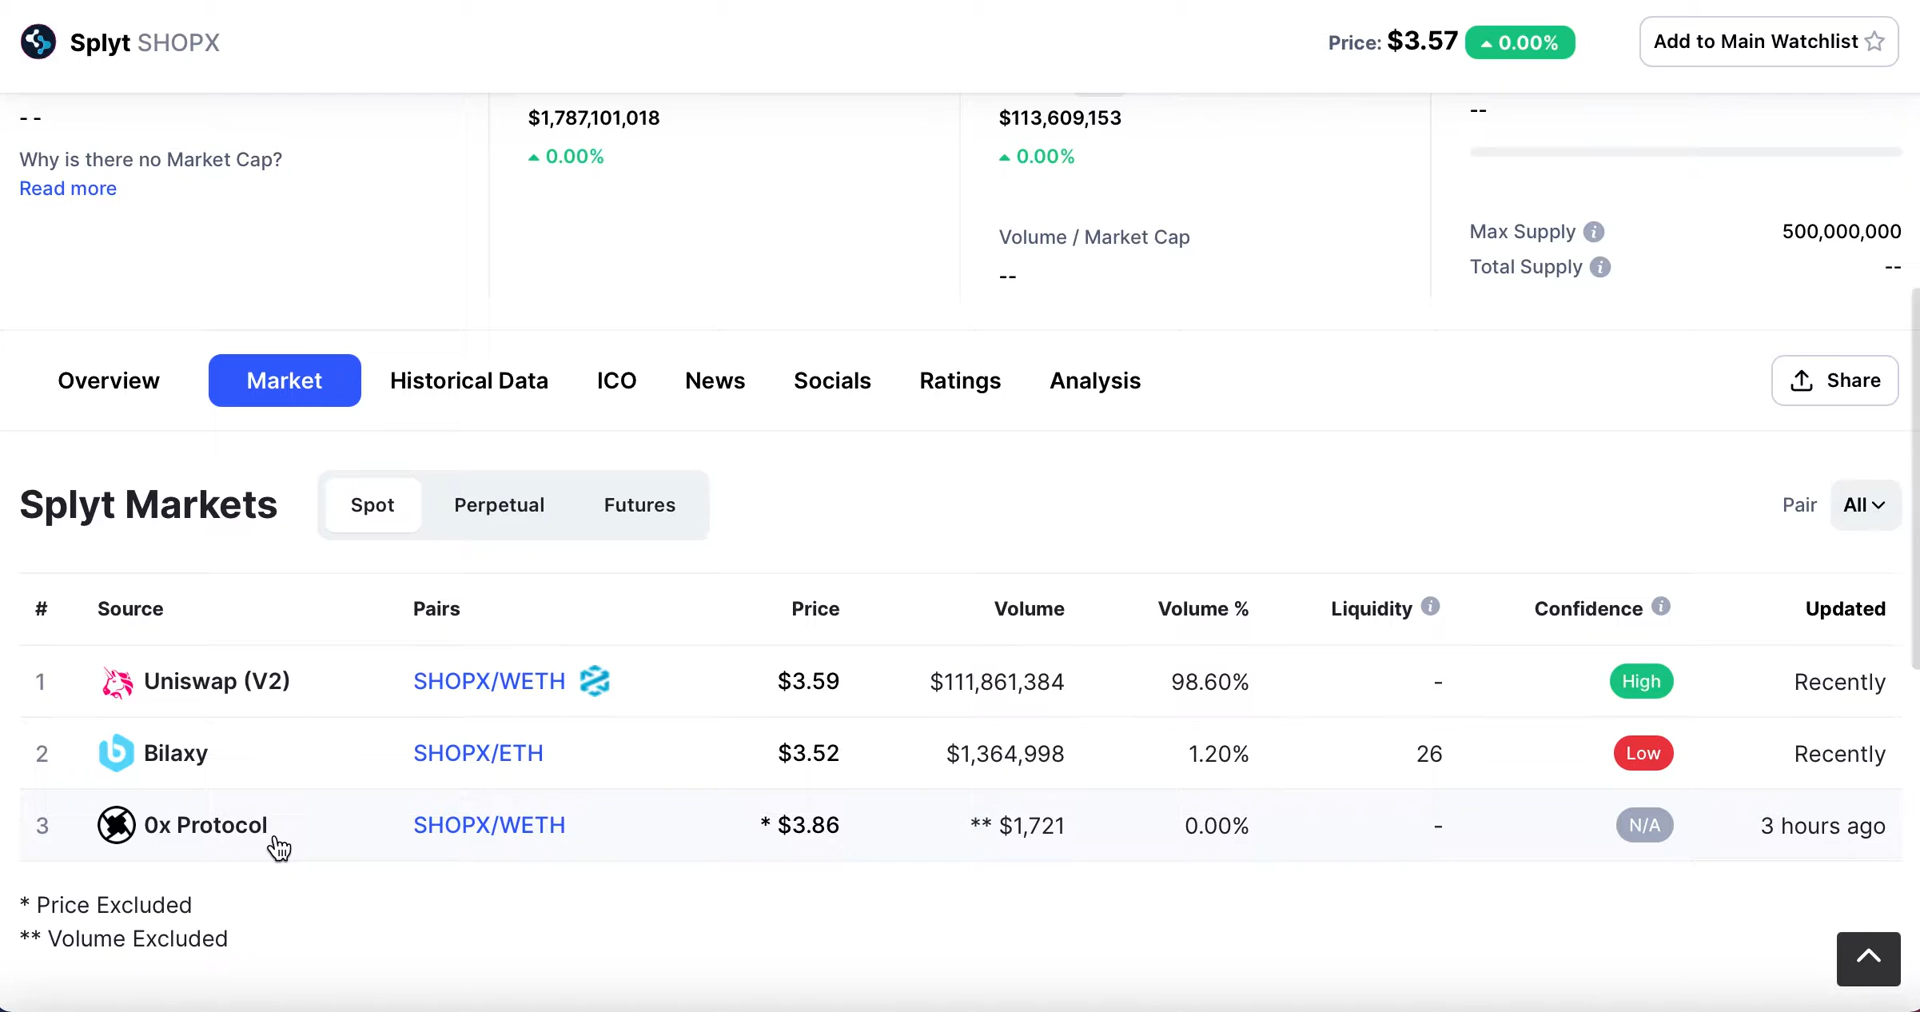 Splyt SHOPX
Price: $3.57 0.00%
Add to Main Watchlist
- -
$1,787,101,018
$113,609,153
--
Why is there no Market Cap?
0.00%
0.00%
Read more
Volume / Market Cap
--
Max Supply 500,000,000
Total Supply --
Overview Market Historical Data ICO News Socials Ratings Analysis Share
Splyt Markets Spot Perpetual Futures Pair All
# Source Pairs Price Volume Volume % Liquidity Confidence Updated
1 Uniswap (V2) SHOPX/WETH $3.59 $111,861,384 98.60% - High Recently
2 Bilaxy SHOPX/ETH $3.52 $1,364,998 1.20% 26 Low Recently
3 0x Protocol SHOPX/WETH * $3.86 ** $1,721 0.00% - N/A 3 hours ago
* Price Excluded
** Volume Excluded